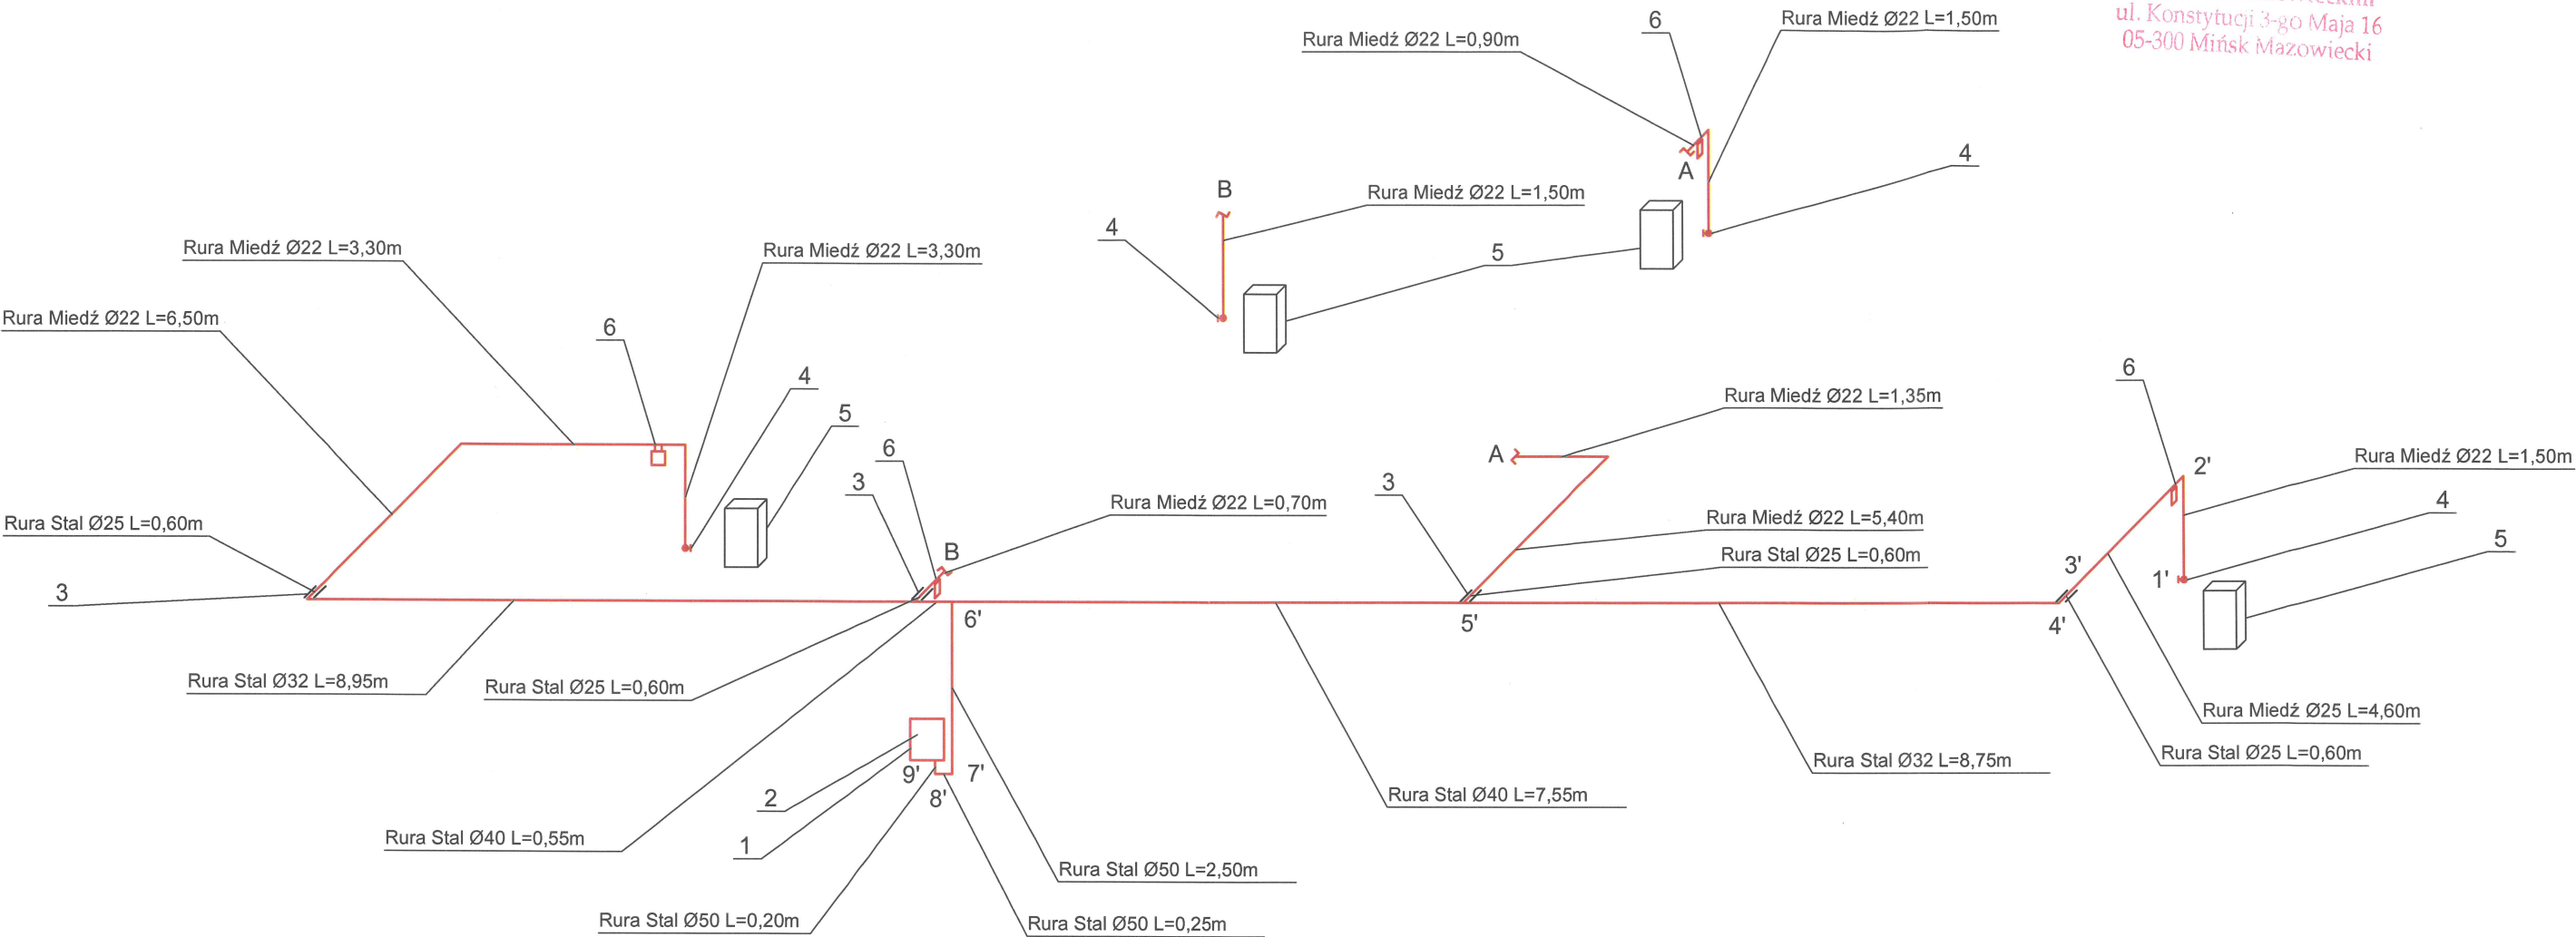 ul. Konstytucji 3-go Maja 16
05-300 Mińsk Mazowiecki
6
Rura Miedź Ø22 L=1,50m
Rura Miedź Ø22 L=0,90m
A
4
B
Rura Miedź Ø22 L=1,50m
4
5
Rura Miedź Ø22 L=3,30m
Rura Miedź Ø22 L=3,30m
Rura Miedź Ø22 L=6,50m
6
4
5
6
Rura Miedź Ø22 L=1,35m
A
6
2'
Rura Miedź Ø22 L=1,50m
3
3
4
Rura Miedź Ø22 L=0,70m
Rura Stal Ø25 L=0,60m
Rura Miedź Ø22 L=5,40m
5
B
Rura Stal Ø25 L=0,60m
3'
1'
3
6'
5'
4'
Rura Stal Ø32 L=8,95m
Rura Stal Ø25 L=0,60m
Rura Miedź Ø25 L=4,60m
Rura Stal Ø25 L=0,60m
Rura Stal Ø32 L=8,75m
9'
7'
8'
2
Rura Stal Ø40 L=7,55m
Rura Stal Ø40 L=0,55m
1
Rura Stal Ø50 L=2,50m
Rura Stal Ø50 L=0,20m
Rura Stal Ø50 L=0,25m